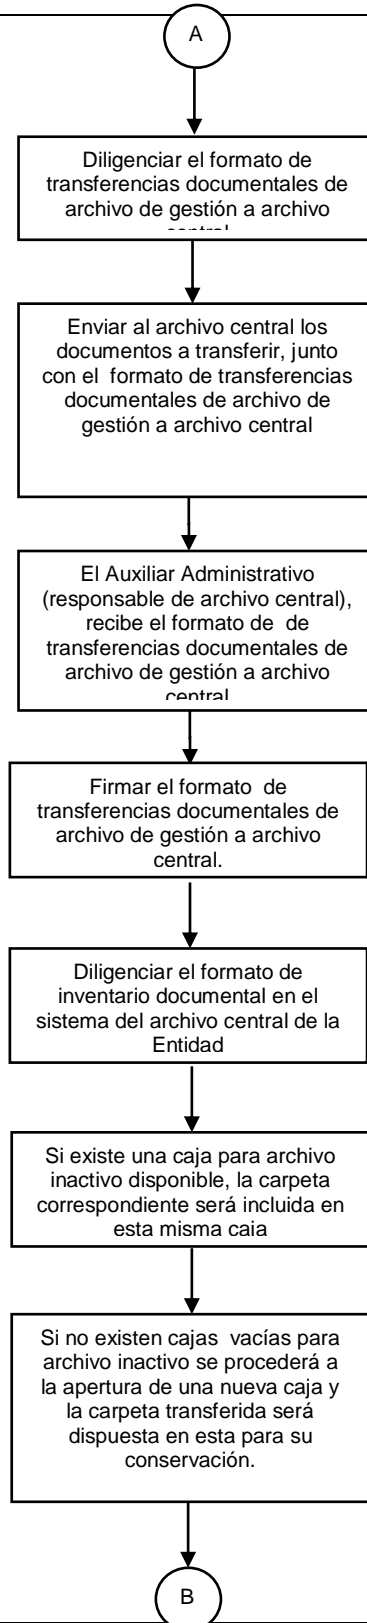 A
Diligenciar el formato de
transferencias documentales de
archivo de gestión a archivo
central
Enviar al archivo central los
documentos a transferir, junto
con el formato de transferencias
documentales de archivo de
gestión a archivo central
El Auxiliar Administrativo
(responsable de archivo central),
recibe el formato de de
transferencias documentales de
archivo de gestión a archivo
central
Firmar el formato de
transferencias documentales de
archivo de gestión a archivo
central.
Diligenciar el formato de
inventario documental en el
sistema del archivo central de la
Entidad
Si existe una caja para archivo
inactivo disponible, la carpeta
correspondiente será incluida en
esta misma caja
Si no existen cajas vacías para
archivo inactivo se procederá a
la apertura de una nueva caja y
la carpeta transferida será
dispuesta en esta para su
conservación.
B